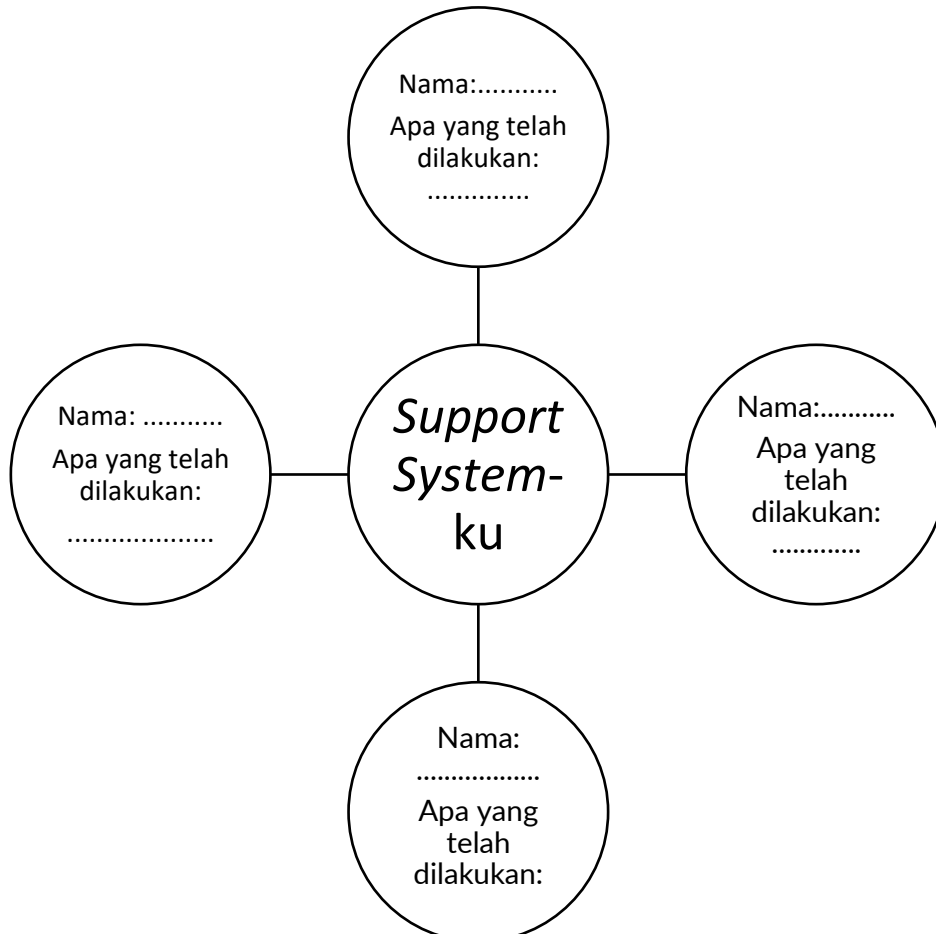 Nama:...........
Apa yang telah
dilakukan:
..............
Nama: ...........
Apa yang telah
dilakukan:
....................
Support
System-
ku
Nama:...........
Apa yang
telah
dilakukan:
.............
Nama:
..................
Apa yang
telah
dilakukan: